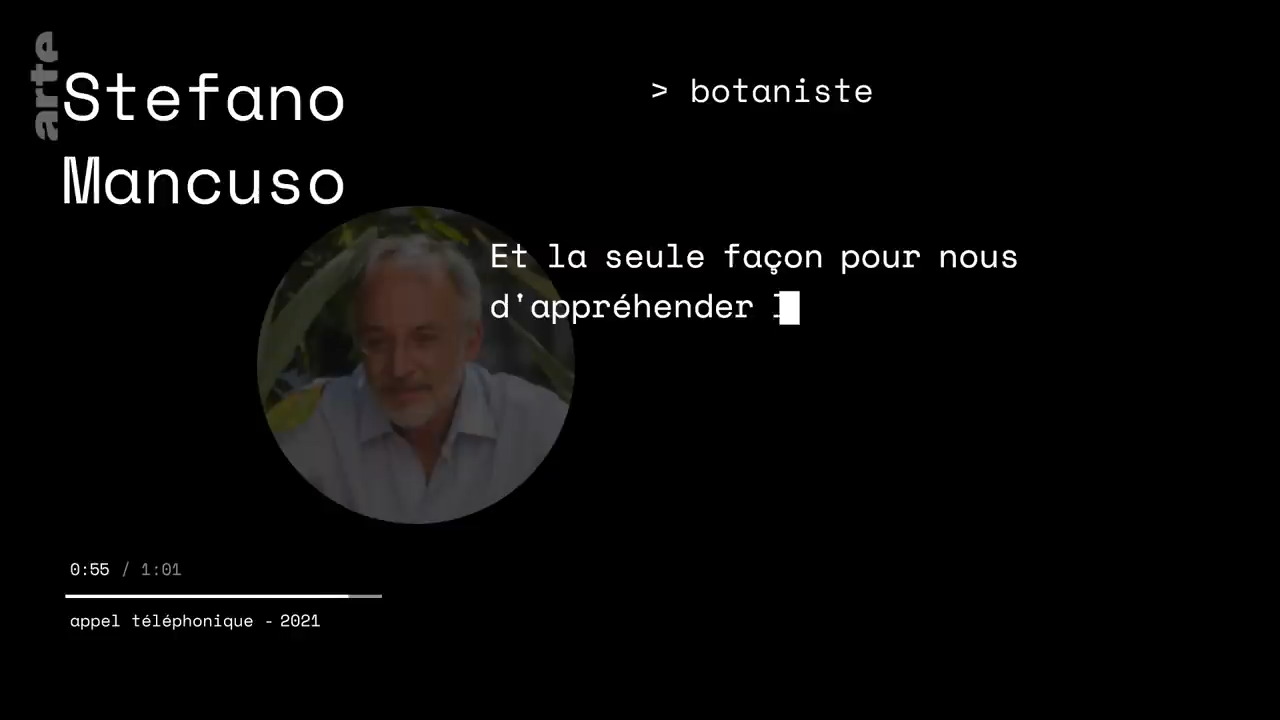 arte
Stefano
Mancuso
> botaniste
Et la seule façon pour nous
d'appréhender
0:55 / 1:01
appel téléphonique - 2021